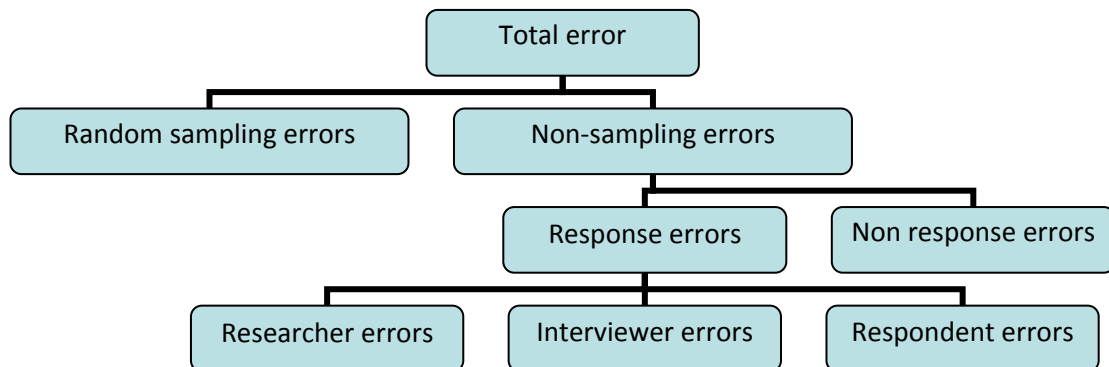 Total error
Random sampling errors
Non-sampling errors
Response errors
Non response errors
Researcher errors
Interviewer errors
Respondent errors